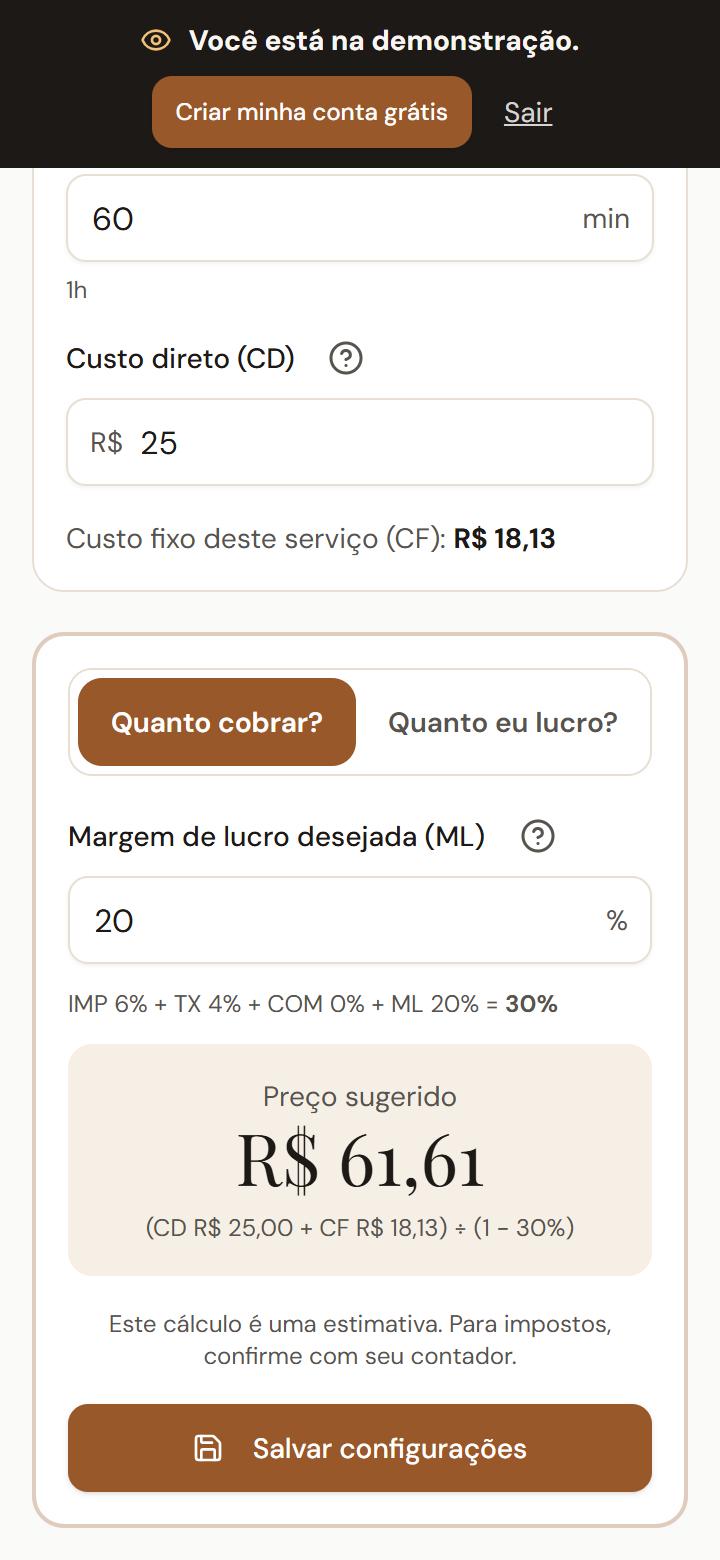 Você está na demonstração.
Criar minha conta grátis Sair
60 min
1h
Custo direto (CD)
R$ 25
Custo fixo deste serviço (CF): R$ 18,13
Quanto cobrar? Quanto eu lucro?
Margem de lucro desejada (ML)
20 %
IMP 6% + TX 4% + COM 0% + ML 20% = 30%
Preço sugerido
R$ 61,61
(CD R$ 25,00 + CF R$ 18,13) ÷ (1 − 30%)
Este cálculo é uma estimativa. Para impostos,
confirme com seu contador.
Salvar configurações